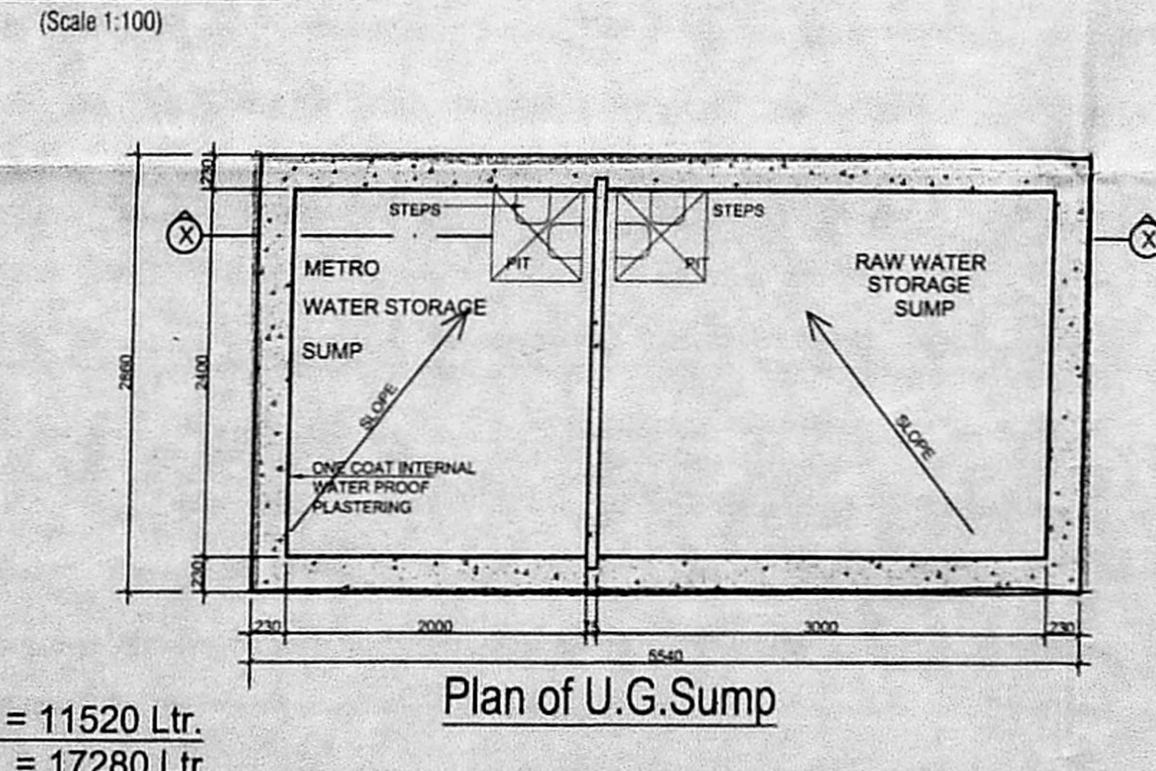 (Scale 1:100)
230
STEPS
STEPS
X
X
PIT
PIT
METRO
WATER STORAGE
SUMP
RAW WATER
STORAGE
SUMP
2860
2400
SLOPE
SLOPE
ONE COAT INTERNAL
WATER PROOF
PLASTERING
230
230 2000 3000 230
5540
Plan of U.G.Sump
= 11520 Ltr.
= 17280 Ltr